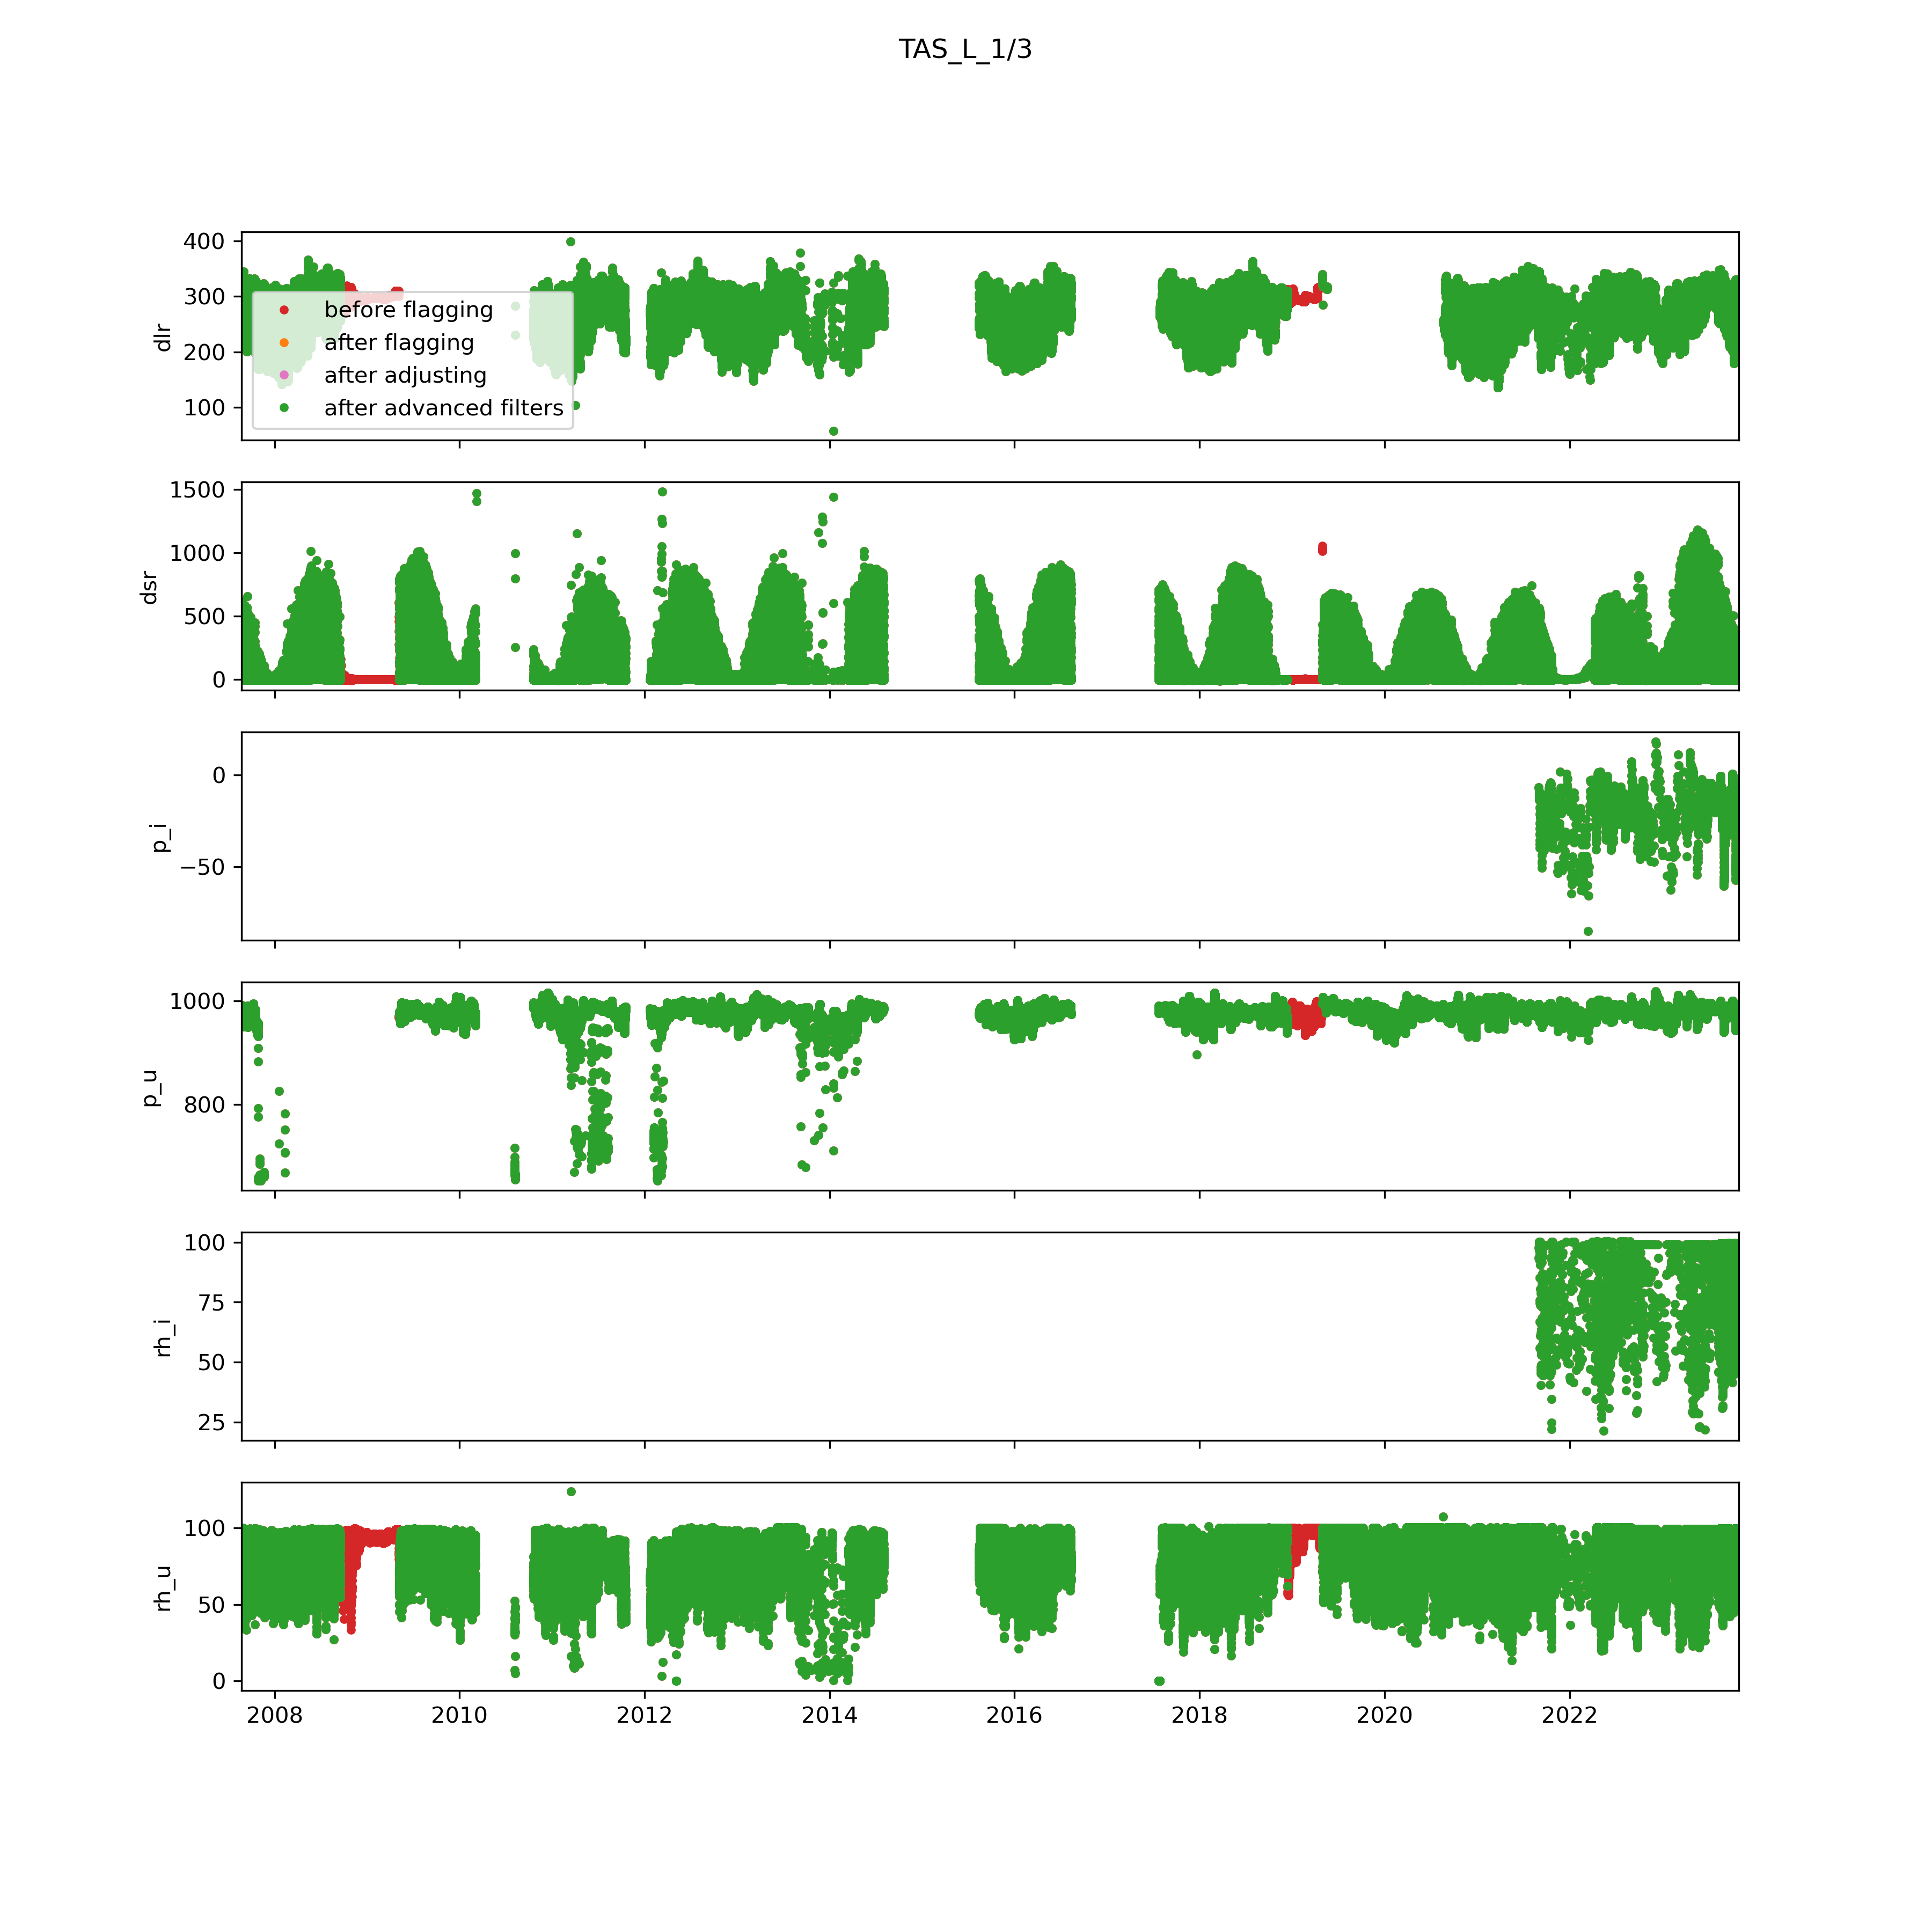 TAS_L_1/3
400
300
200
100
dlr
before flagging
after flagging
after adjusting
after advanced filters
1500
1000
500
0
dsr
0
−50
p_i
1000
800
p_u
100
75
50
25
rh_i
100
50
0
rh_u
2008 2010 2012 2014 2016 2018 2020 2022